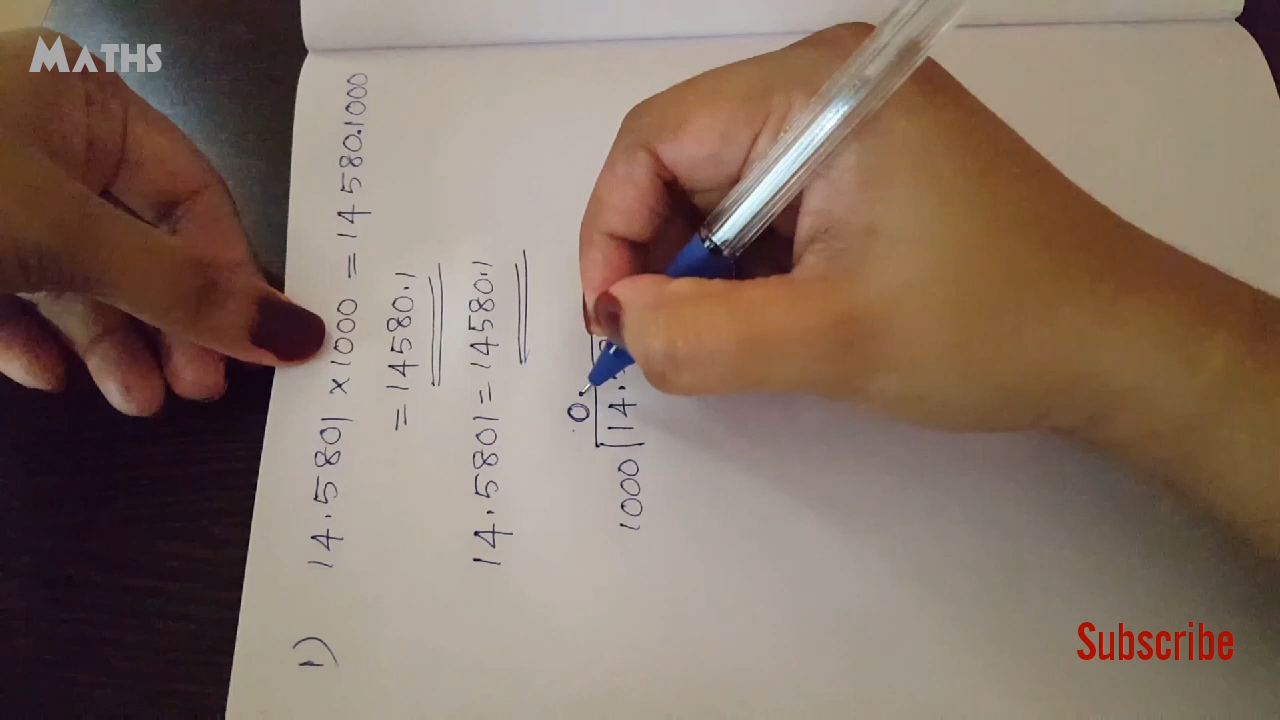 MATHS
1) 14.5801 × 1000 = 14580.1000
= 14580.1
14.5801 = 14580.1
0
1000 14.
Subscribe